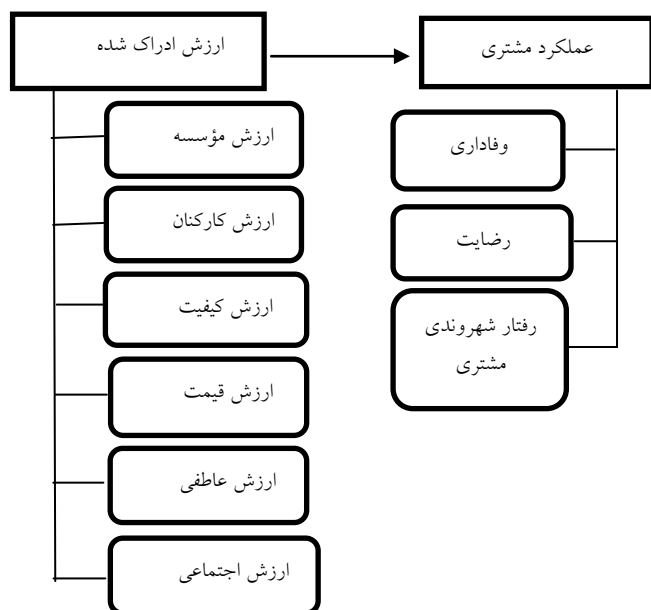 ارزش ادراک شده
عملکرد مشتری
ارزش مؤسسه
ارزش کارکنان
ارزش کیفیت
ارزش قیمت
ارزش عاطفی
ارزش اجتماعی
وفاداری
رضایت
رفتار شهروندی
مشتری